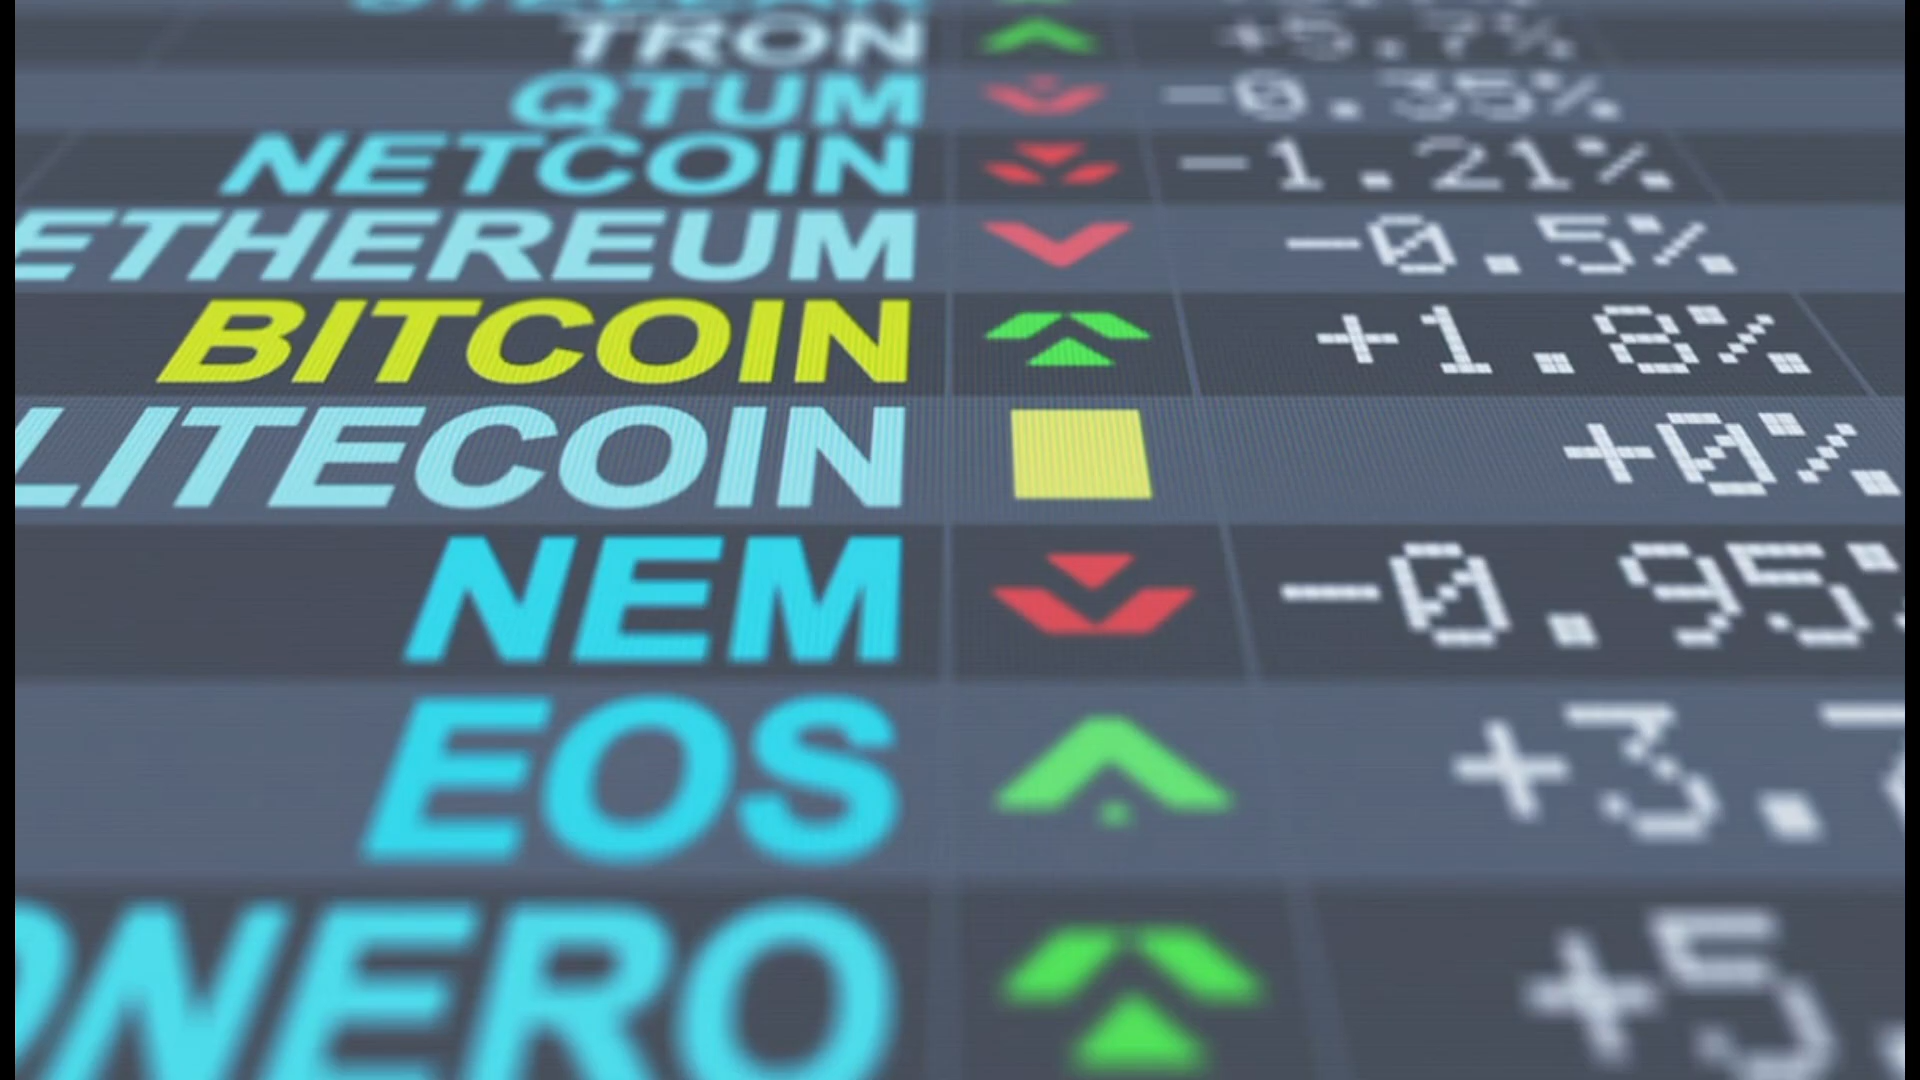 TRON +5.7%
QTUM -0.35%
NETCOIN -1.21%
ETHEREUM -0.5%
BITCOIN +1.8%
LITECOIN +0%
NEM -0.95%
EOS +3.
ONERO +5.